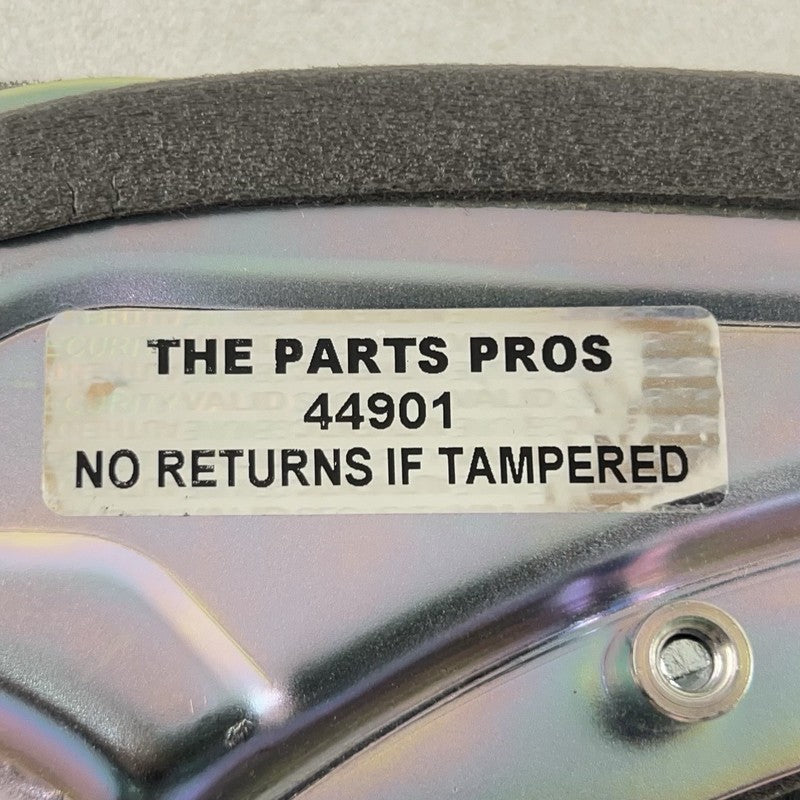 THE PARTS PROS
44901
NO RETURNS IF TAMPERED